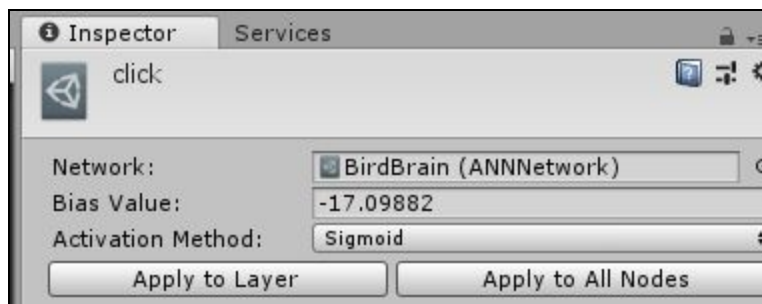 Inspector Services
click
Network: BirdBrain (ANNNetwork)
Bias Value: -17.09882
Activation Method: Sigmoid
Apply to Layer Apply to All Nodes